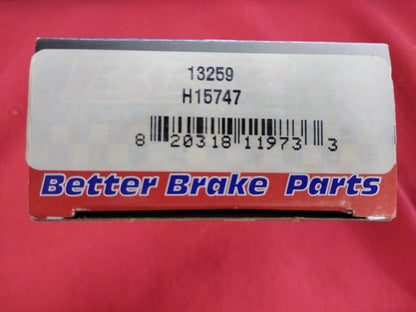 13259
H15747
8 20318 11973 3
Better Brake Parts